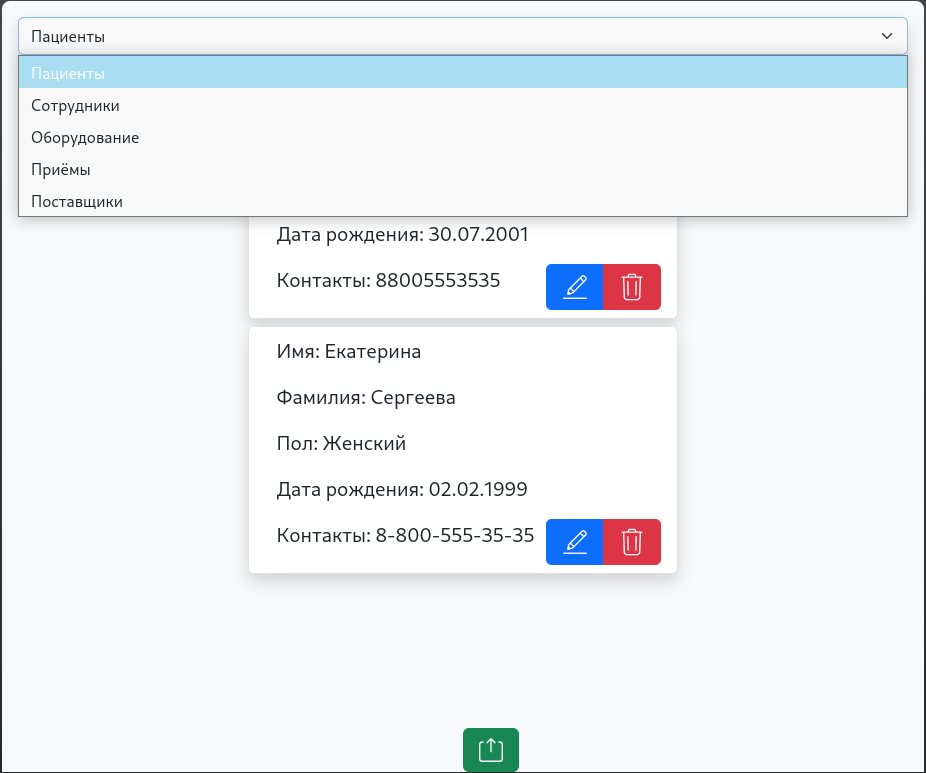 Пациенты
Пациенты
Сотрудники
Оборудование
Приёмы
Поставщики
Дата рождения: 30.07.2001
Контакты: 88005553535
Имя: Екатерина
Фамилия: Сергеева
Пол: Женский
Дата рождения: 02.02.1999
Контакты: 8-800-555-35-35